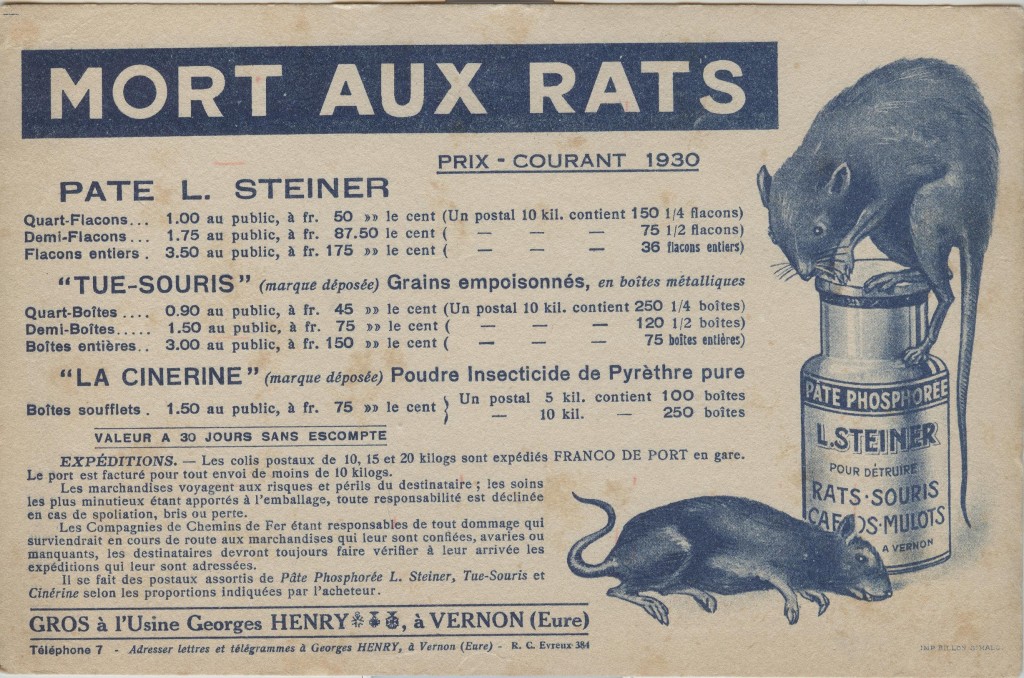 MORT AUX RATS
PRIX - COURANT 1930
PATE L. STEINER
Quart-Flacons... 1.00 au public, à fr. 50 »» le cent (Un postal 10 kil. contient 150 1/4 flacons)
Demi-Flacons ... 1.75 au public, à fr. 87.50 le cent ( — — — 75 1/2 flacons)
Flacons entiers . 3.50 au public, à fr. 175 »» le cent ( — — — 36 flacons entiers)
"TUE-SOURIS" (marque déposée) Grains empoisonnés, en boîtes métalliques
Quart-Boîtes .... 0.90 au public, à fr. 45 »» le cent (Un postal 10 kil. contient 250 1/4 boîtes)
Demi-Boîtes..... 1.50 au public, à fr. 75 »» le cent ( — — — 120 1/2 boîtes)
Boîtes entières.. 3.00 au public, à fr. 150 »» le cent ( — — — 75 boîtes entières)
"LA CINERINE" (marque déposée) Poudre Insecticide de Pyrèthre pure
Boîtes soufflets . 1.50 au public, à fr. 75 »» le cent } Un postal 5 kil. contient 100 boîtes
— 10 kil. — 250 boîtes
VALEUR A 30 JOURS SANS ESCOMPTE
EXPÉDITIONS. — Les colis postaux de 10, 15 et 20 kilogs sont expédiés FRANCO DE PORT en gare.
Le port est facturé pour tout envoi de moins de 10 kilogs.
Les marchandises voyagent aux risques et périls du destinataire ; les soins
les plus minutieux étant apportés à l'emballage, toute responsabilité est déclinée
en cas de spoliation, bris ou perte.
Les Compagnies de Chemins de Fer étant responsables de tout dommage qui
surviendrait en cours de route aux marchandises qui leur sont confiées, avaries ou
manquants, les destinataires devront toujours faire vérifier à leur arrivée les
expéditions qui leur sont adressées.
Il se fait des postaux assortis de Pâte Phosphorée L. Steiner, Tue-Souris et
Cinérine selon les proportions indiquées par l'acheteur.
GROS à l'Usine Georges HENRY, à VERNON (Eure)
Téléphone 7 - Adresser lettres et télégrammes à Georges HENRY, à Vernon (Eure) - R. C. Evreux 384
PÂTE PHOSPHORÉE
L. STEINER
POUR DÉTRUIRE
RATS · SOURIS
CAFARDS · MULOTS
A VERNON